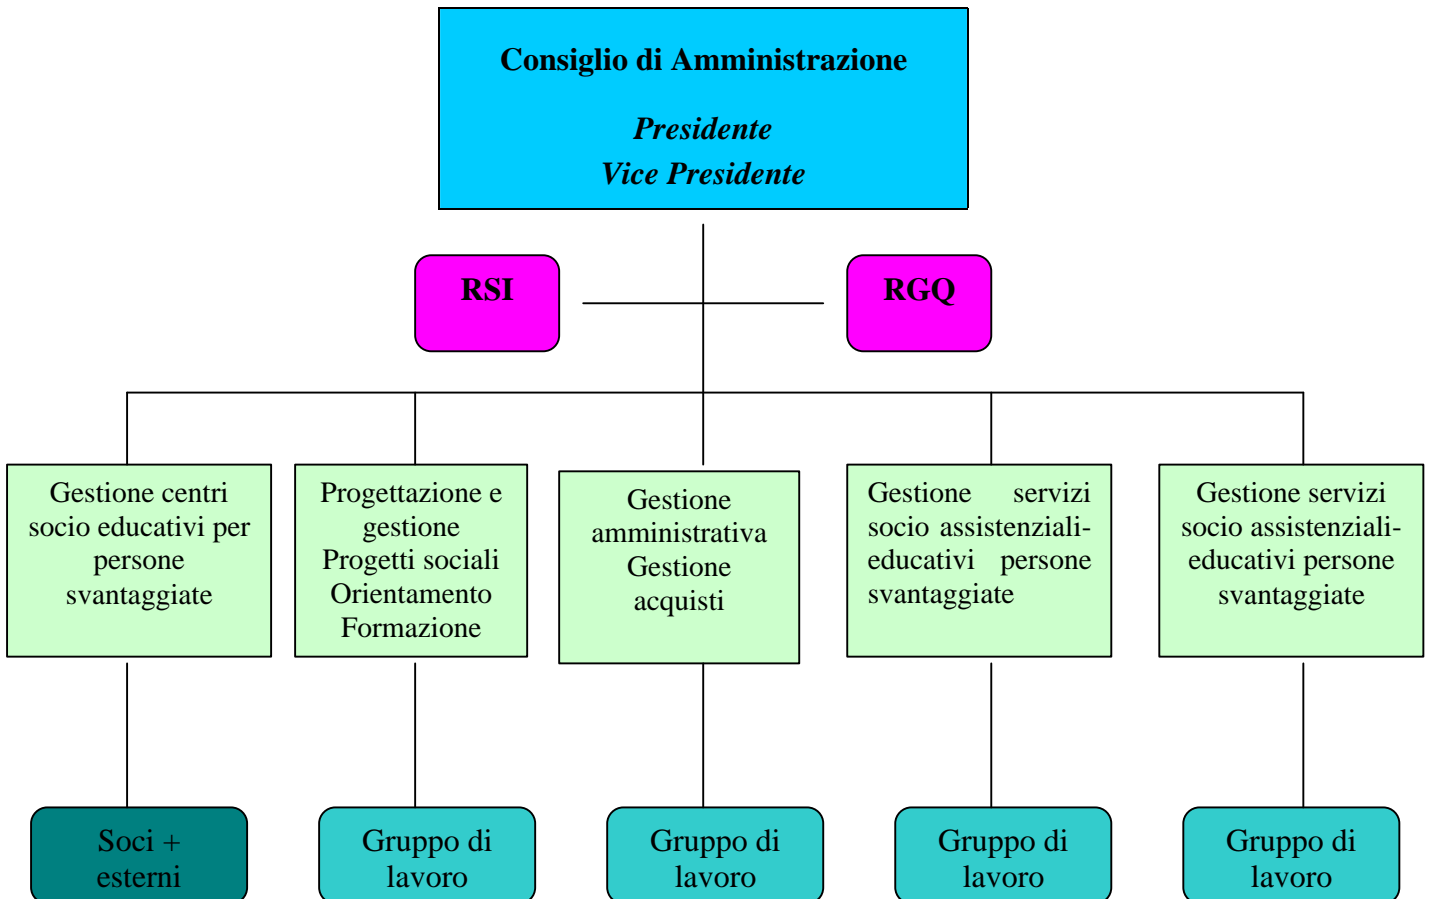 Consiglio di Amministrazione
Presidente
Vice Presidente
RSI
RGQ
Gestione centri
socio educativi per
persone
svantaggiate
Progettazione e
gestione
Progetti sociali
Orientamento
Formazione
Gestione
amministrativa
Gestione
acquisti
Gestione servizi
socio assistenziali-
educativi persone
svantaggiate
Gestione servizi
socio assistenziali-
educativi persone
svantaggiate
Soci +
esterni
Gruppo di
lavoro
Gruppo di
lavoro
Gruppo di
lavoro
Gruppo di
lavoro